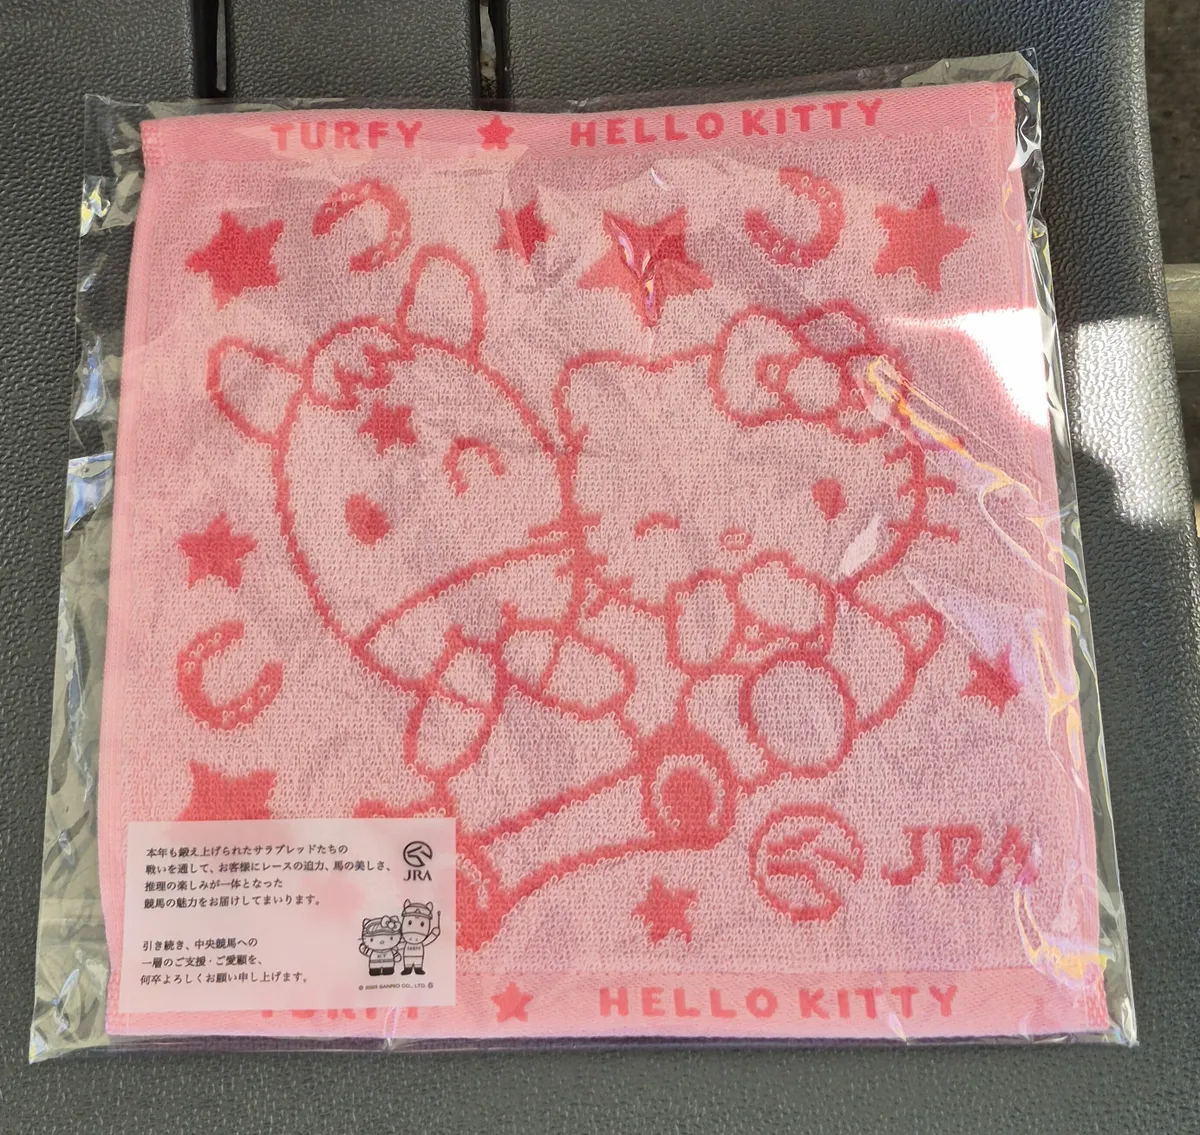 TURFY ★ HELLO KITTY
JRA
本年も鍛え上げられたサラブレッドたちの
戦いを通して、お客様にレースの迫力、馬の美しさ、
推理の楽しみが一体となった
競馬の魅力をお届けしてまいります。
JRA
引き続き、中央競馬への
一層のご支援・ご愛顧を、
何卒よろしくお願い申し上げます。
© 2025 SANRIO CO., LTD.
TURFY ★ HELLO KITTY